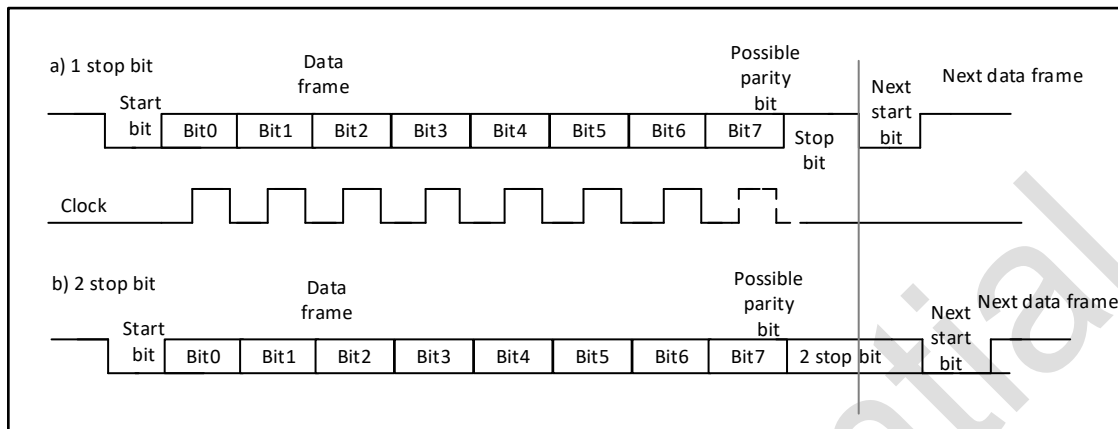 a) 1 stop bit
Data
frame
Possible
parity
bit
Next data frame
Start
bit
Next
start
bit
Bit0 Bit1 Bit2 Bit3 Bit4 Bit5 Bit6 Bit7
Stop
bit
Clock
b) 2 stop bit
Data
frame
Possible
parity
bit
Next data frame
Start
bit
Next
start
bit
Bit0 Bit1 Bit2 Bit3 Bit4 Bit5 Bit6 Bit7 2 stop bit
ntial